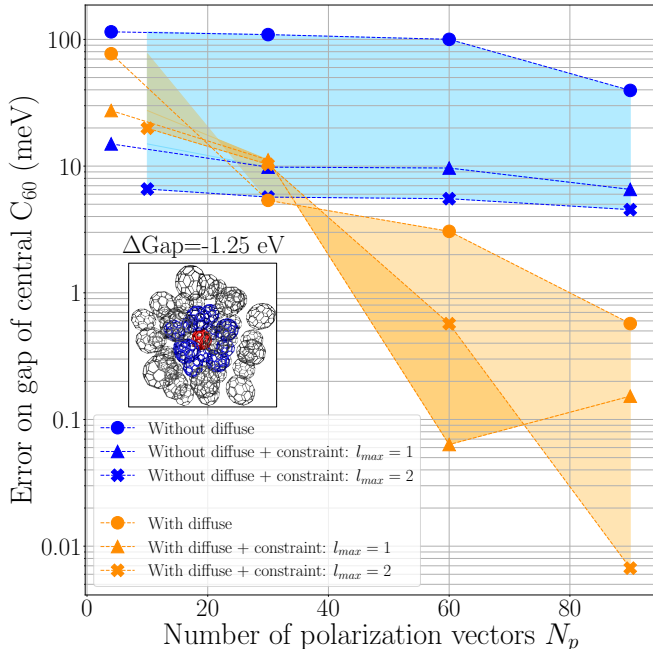 Error on gap of central C₆₀ (meV)
100
10
1
0.1
0.01
ΔGap=-1.25 eV
Without diffuse
Without diffuse + constraint: lₘₐₓ = 1
Without diffuse + constraint: lₘₐₓ = 2
With diffuse
With diffuse + constraint: lₘₐₓ = 1
With diffuse + constraint: lₘₐₓ = 2
0 20 40 60 80
Number of polarization vectors Nₚ